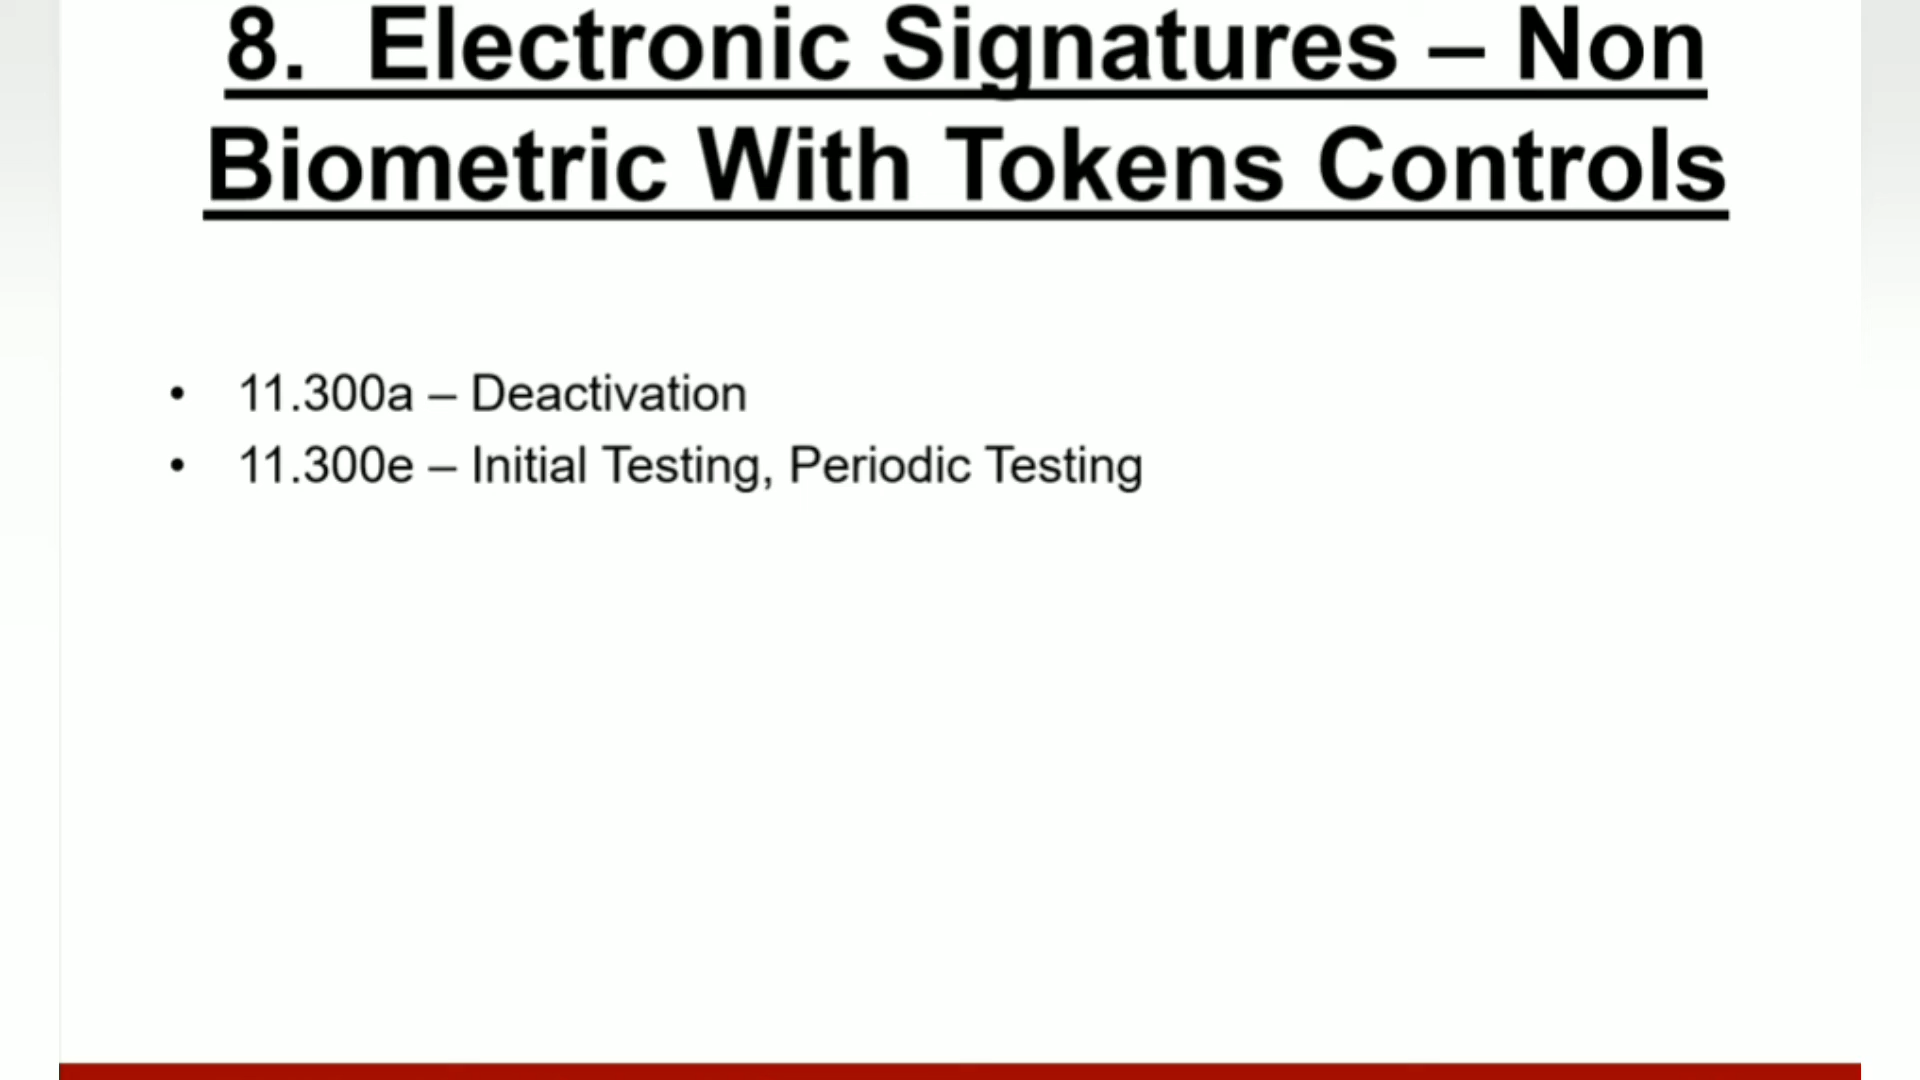 8. Electronic Signatures – Non
Biometric With Tokens Controls
• 11.300a – Deactivation
• 11.300e – Initial Testing, Periodic Testing